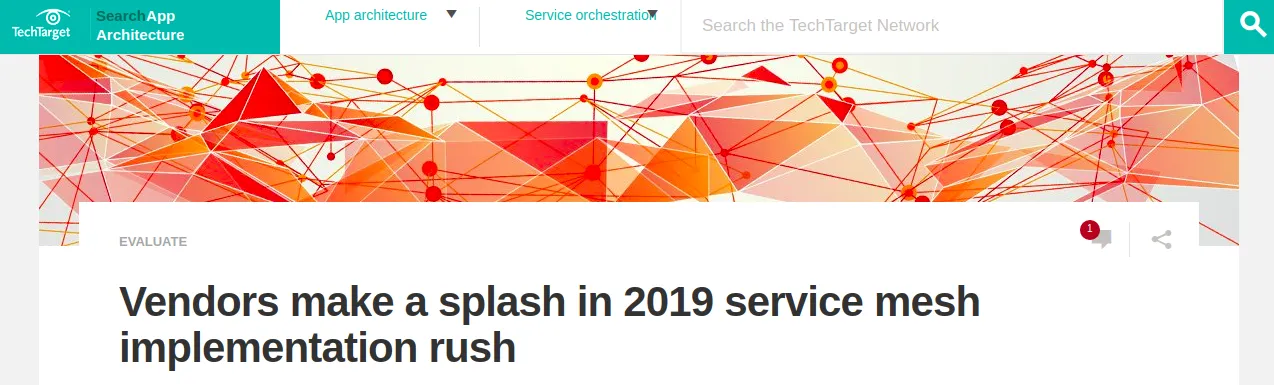 TechTarget
SearchApp
Architecture
App architecture
Service orchestration
Search the TechTarget Network
EVALUATE
1
Vendors make a splash in 2019 service mesh
implementation rush